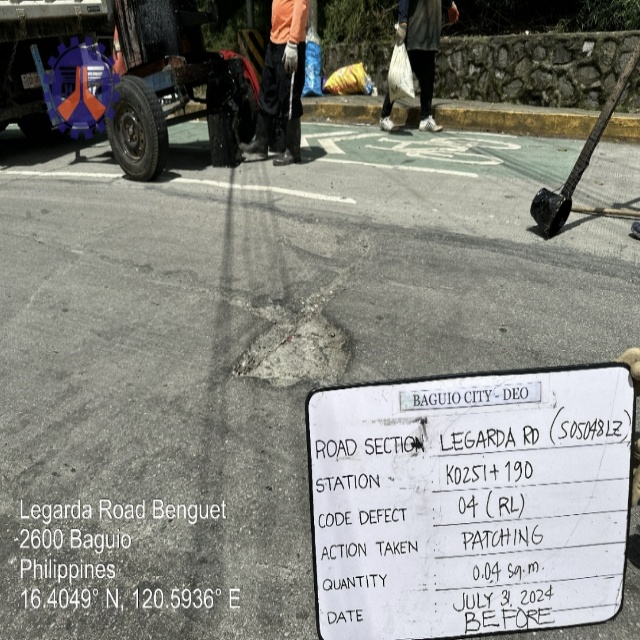 BAGUIO CITY - DEO
ROAD SECTION : LEGARDA RD (S05048LZ)
STATION : K0251+190
CODE DEFECT : 04 (RL)
ACTION TAKEN : PATCHING
QUANTITY : 0.04 sq.m.
DATE : JULY 3, 2024
BEFORE
Legarda Road Benguet
2600 Baguio
Philippines
16.4049° N, 120.5936° E